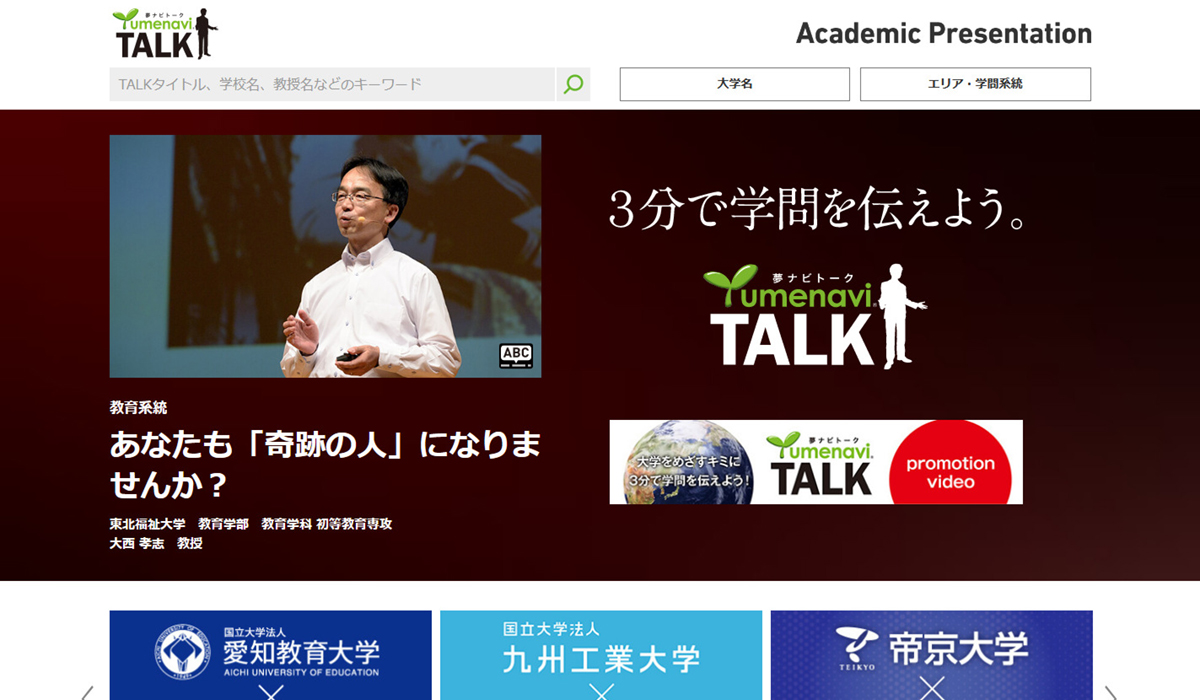 夢ナビトーク
Yumenavi
TALK
Academic Presentation
TALKタイトル、学校名、教授名などのキーワード
大学名
エリア・学問系統
ABC
教育系統
あなたも「奇跡の人」になりま
せんか？
東北福祉大学　教育学部　教育学科 初等教育専攻
大西 孝志　教授
3分で学問を伝えよう。
夢ナビトーク
Yumenavi
TALK
大学をめざすキミに
3分で学問を伝えよう!
夢ナビトーク
Yumenavi.
TALK
promotion
video
国立大学法人
愛知教育大学
AICHI UNIVERSITY OF EDUCATION
国立大学法人
九州工業大学
TEIKYO
帝京大学